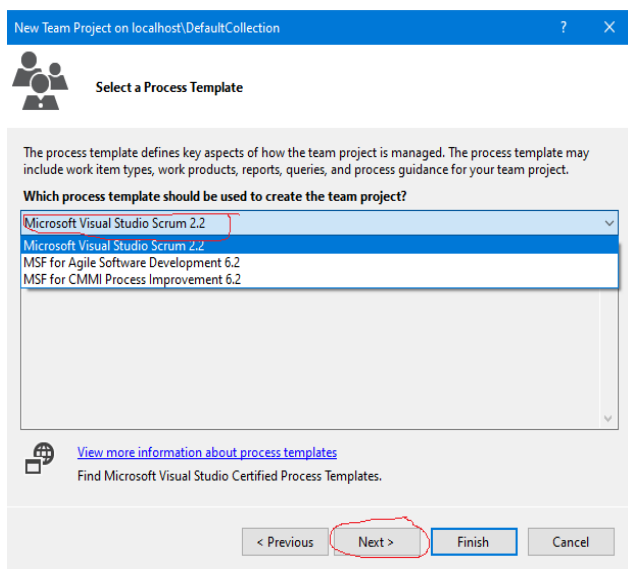 New Team Project on localhost\DefaultCollection ? ×
Select a Process Template
The process template defines key aspects of how the team project is managed. The process template may
include work item types, work products, reports, queries, and process guidance for your team project.
Which process template should be used to create the team project?
Microsoft Visual Studio Scrum 2.2
Microsoft Visual Studio Scrum 2.2
MSF for Agile Software Development 6.2
MSF for CMMI Process Improvement 6.2
View more information about process templates
Find Microsoft Visual Studio Certified Process Templates.
< Previous Next > Finish Cancel